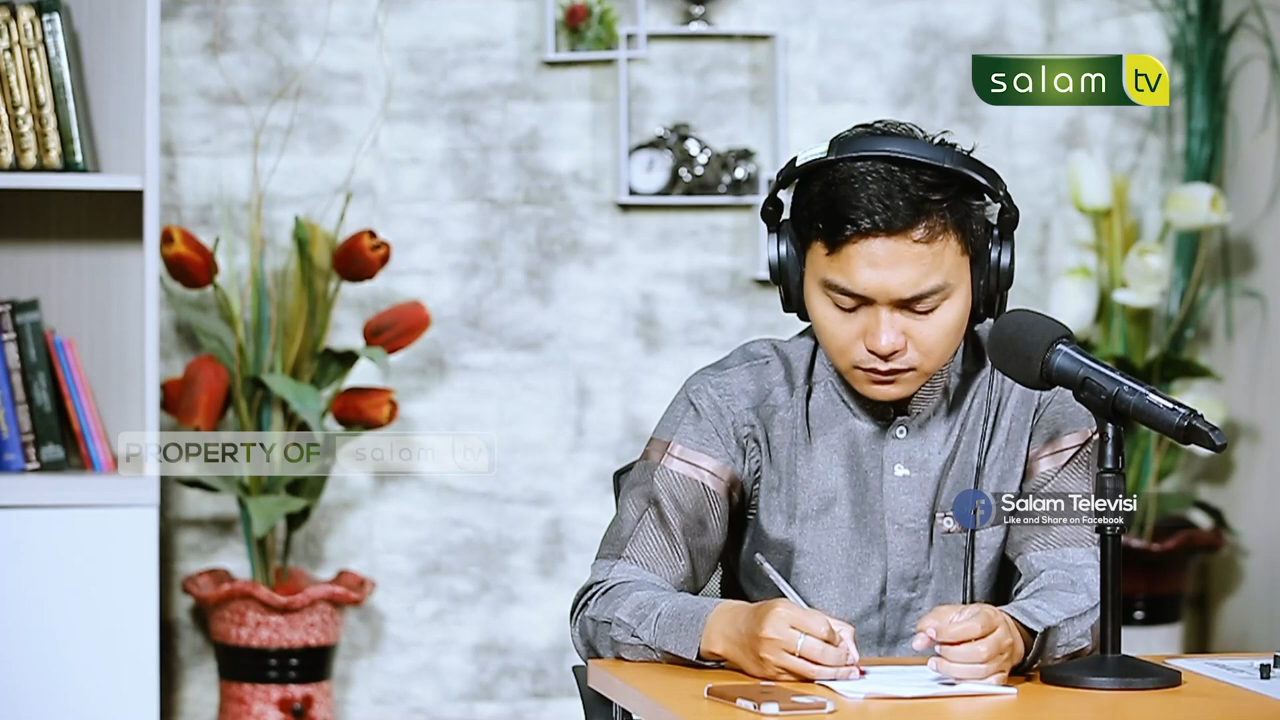 salam tv
PROPERTY OF salam tv
Salam Televisi
Like and Share on Facebook